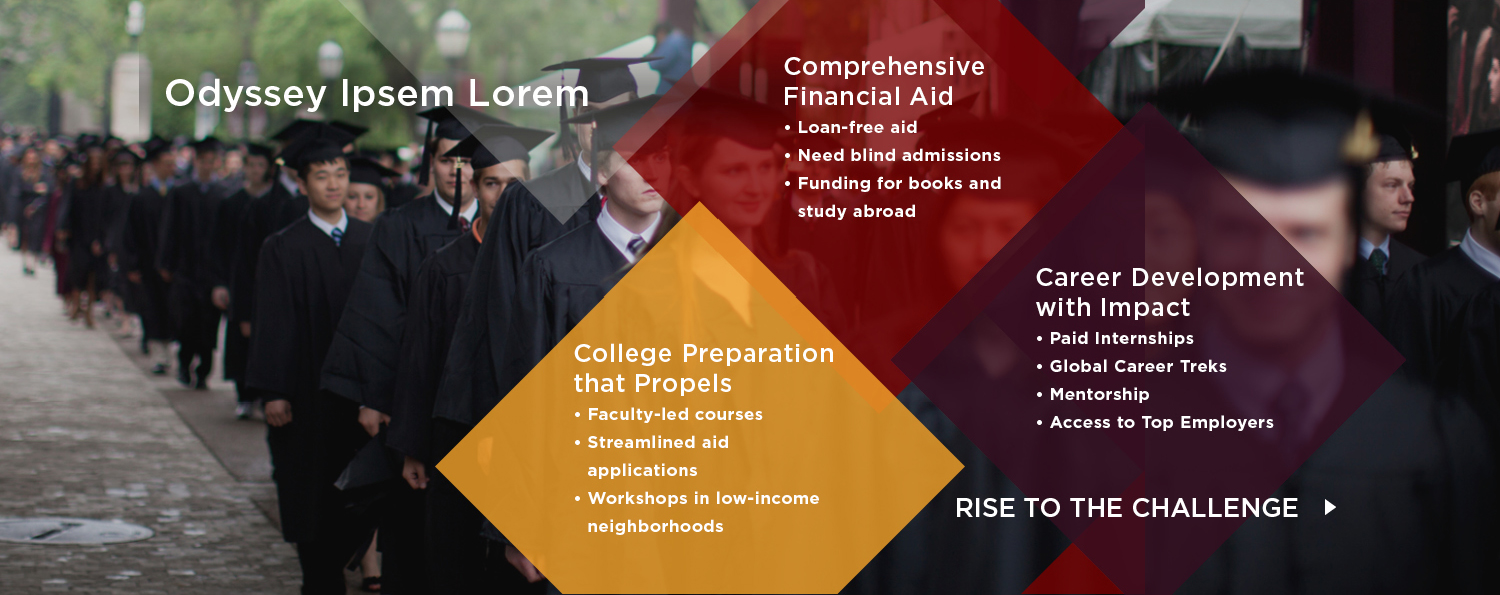 Odyssey Ipsem Lorem
Comprehensive
Financial Aid
• Loan-free aid
• Need blind admissions
• Funding for books and
study abroad
College Preparation
that Propels
• Faculty-led courses
• Streamlined aid
applications
• Workshops in low-income
neighborhoods
Career Development
with Impact
• Paid Internships
• Global Career Treks
• Mentorship
• Access to Top Employers
RISE TO THE CHALLENGE